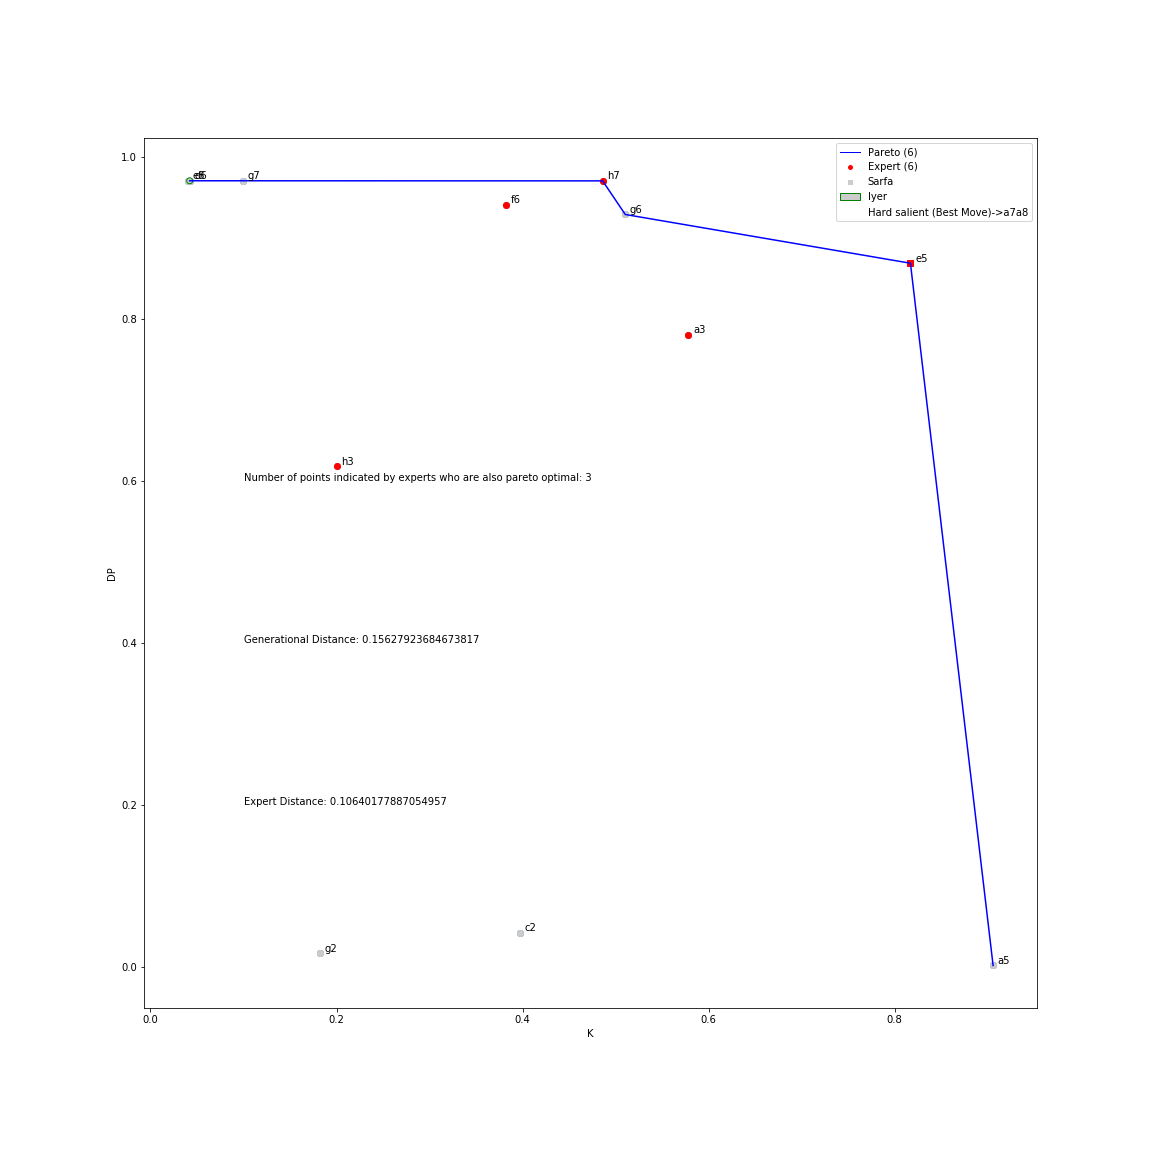 Pareto (6)
Expert (6)
Sarfa
Iyer
Hard salient (Best Move)->a7a8
1.0
0.8
0.6
0.4
0.2
0.0
DP
g7
h7
f6
g6
e5
a3
h3
Number of points indicated by experts who are also pareto optimal: 3
Generational Distance: 0.15627923684673817
Expert Distance: 0.10640177887054957
c2
g2
a5
0.0 0.2 0.4 0.6 0.8
K